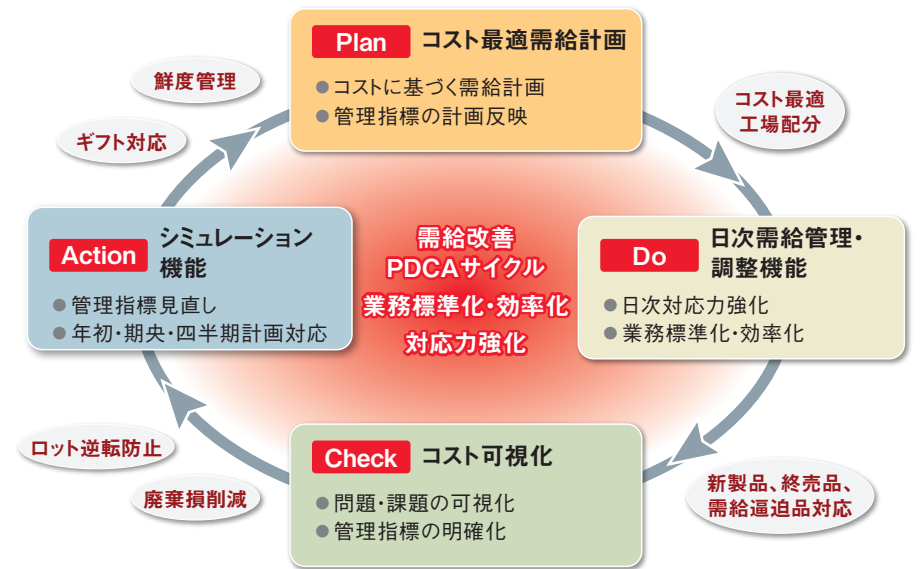 Plan コスト最適需給計画
●コストに基づく需給計画
●管理指標の計画反映
鮮度管理
ギフト対応
コスト最適
工場配分
Action シミュレーション
機能
●管理指標見直し
●年初・期央・四半期計画対応
需給改善
PDCAサイクル
業務標準化・効率化
対応力強化
Do 日次需給管理・
調整機能
●日次対応力強化
●業務標準化・効率化
ロット逆転防止
廃棄損削減
Check コスト可視化
●問題・課題の可視化
●管理指標の明確化
新製品、終売品、
需給逼迫品対応